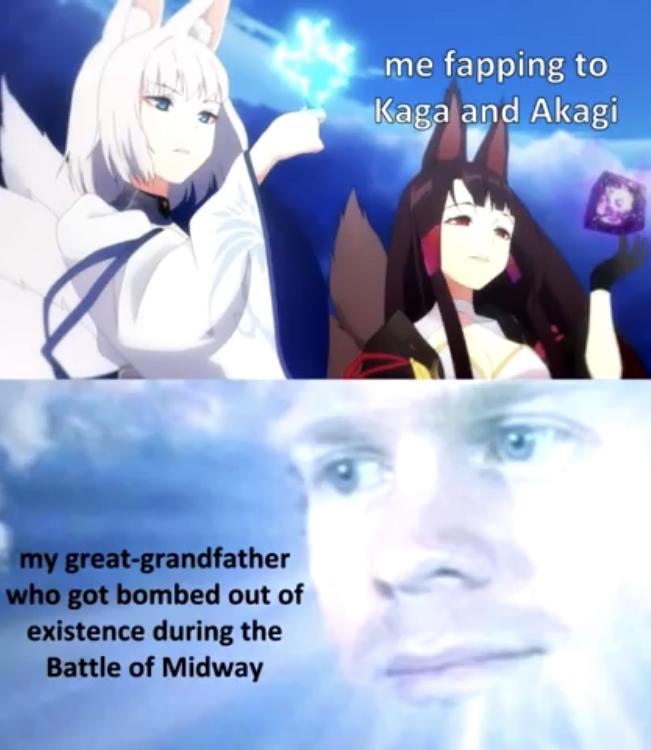 me fapping to
Kaga and Akagi
my great-grandfather
who got bombed out of
existence during the
Battle of Midway